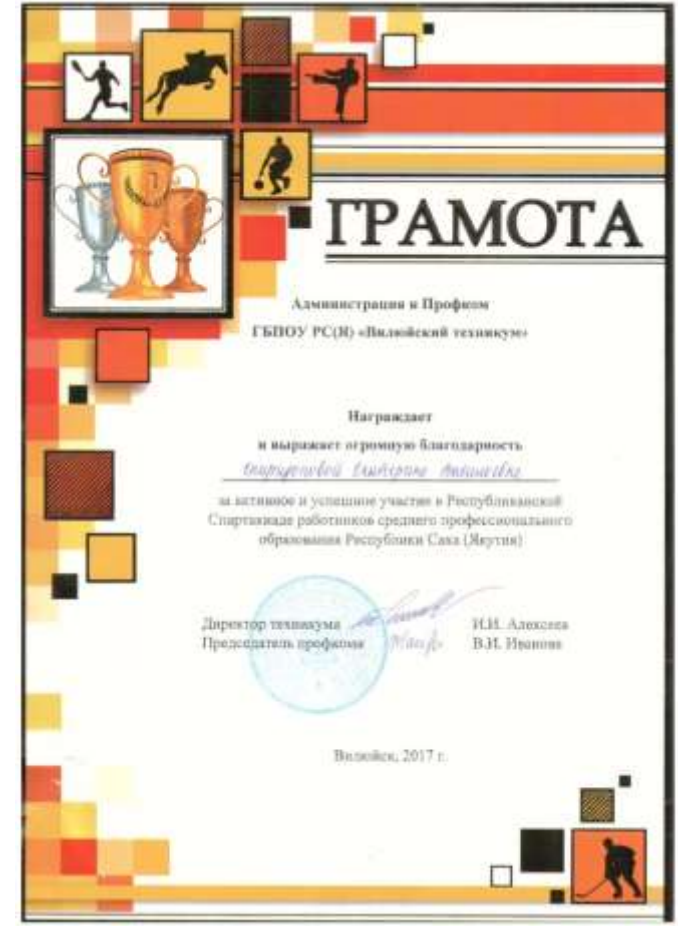 ГРАМОТА
Администрация и Профком
ГБПОУ РС(Я) «Вилюйский техникум»
Награждает
и выражает огромную благодарность
за активное и успешное участие в Республиканской
Спартакиаде работников среднего профессионального
образования Республики Саха (Якутия)
Директор техникума И.И. Алексеев
Председатель профкома В.И. Иванова
Вилюйск, 2017 г.